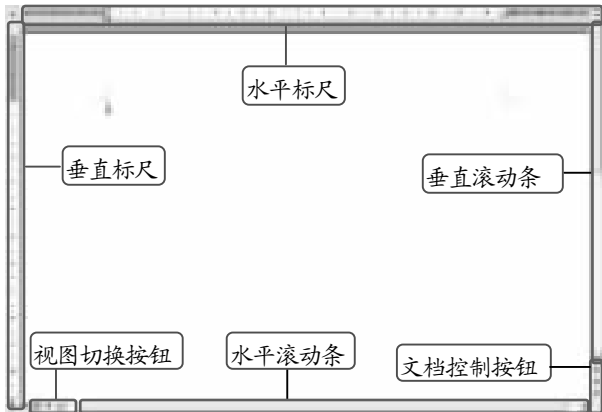 水平标尺
垂直标尺
垂直滚动条
视图切换按钮
水平滚动条
文档控制按钮